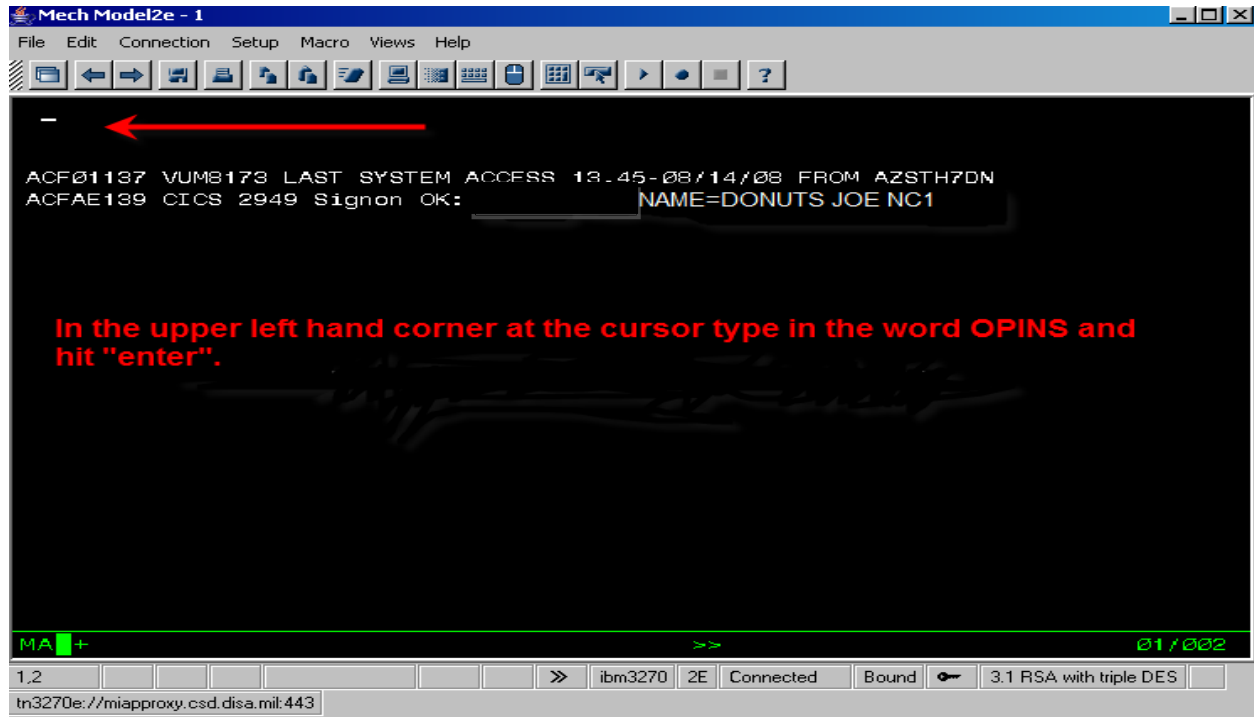 Mech Model2e - 1
File Edit Connection Setup Macro Views Help
ACFØ1137 VUM8173 LAST SYSTEM ACCESS 13.45-Ø8/14/Ø8 FROM AZSTH7DN
ACFAE139 CICS 2949 Signon OK: NAME=DONUTS JOE NC1
In the upper left hand corner at the cursor type in the word OPINS and
hit "enter".
MA + >> Ø1/ØØ2
1,2 >> ibm3270 2E Connected Bound 3.1 RSA with triple DES
tn3270e://miapproxy.csd.disa.mil:443